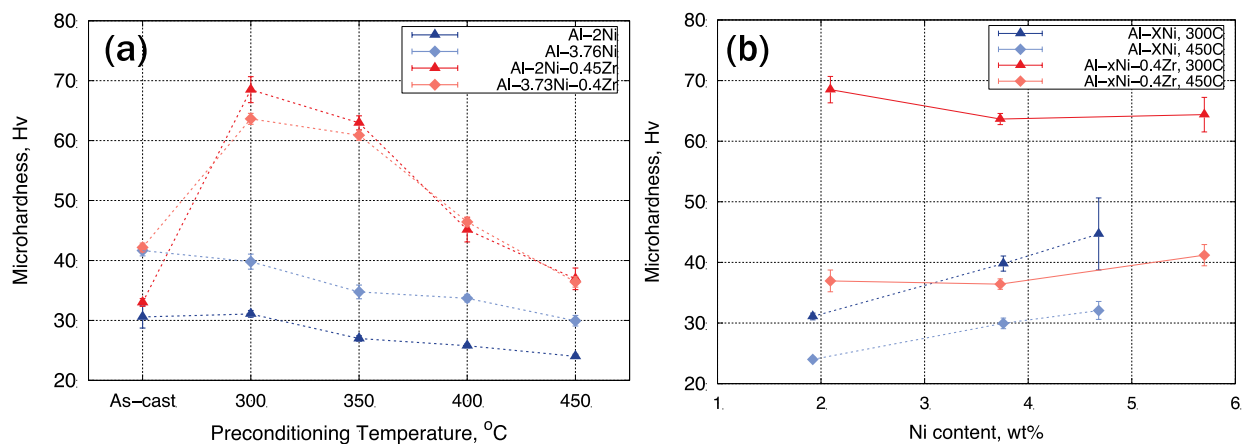 (a)
Al–2Ni
Al–3.76Ni
Al–2Ni–0.45Zr
Al–3.73Ni–0.4Zr
Microhardness, Hv
80
70
60
50
40
30
20
As–cast 300 350 400 450
Preconditioning Temperature, °C
(b)
Al–XNi, 300C
Al–XNi, 450C
Al–xNi–0.4Zr, 300C
Al–xNi–0.4Zr, 450C
Microhardness, Hv
80
70
60
50
40
30
20
1 2 3 4 5 6
Ni content, wt%